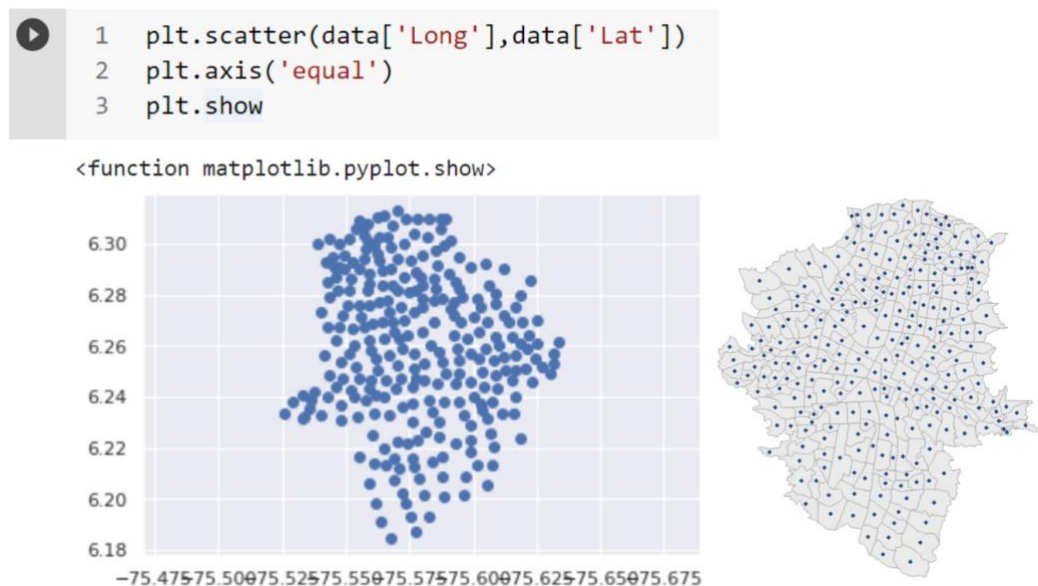 1 plt.scatter(data['Long'],data['Lat'])
2 plt.axis('equal')
3 plt.show
<function matplotlib.pyplot.show>
6.30
6.28
6.26
6.24
6.22
6.20
6.18
−75.475−75.500−75.525−75.550−75.575−75.600−75.625−75.650−75.675